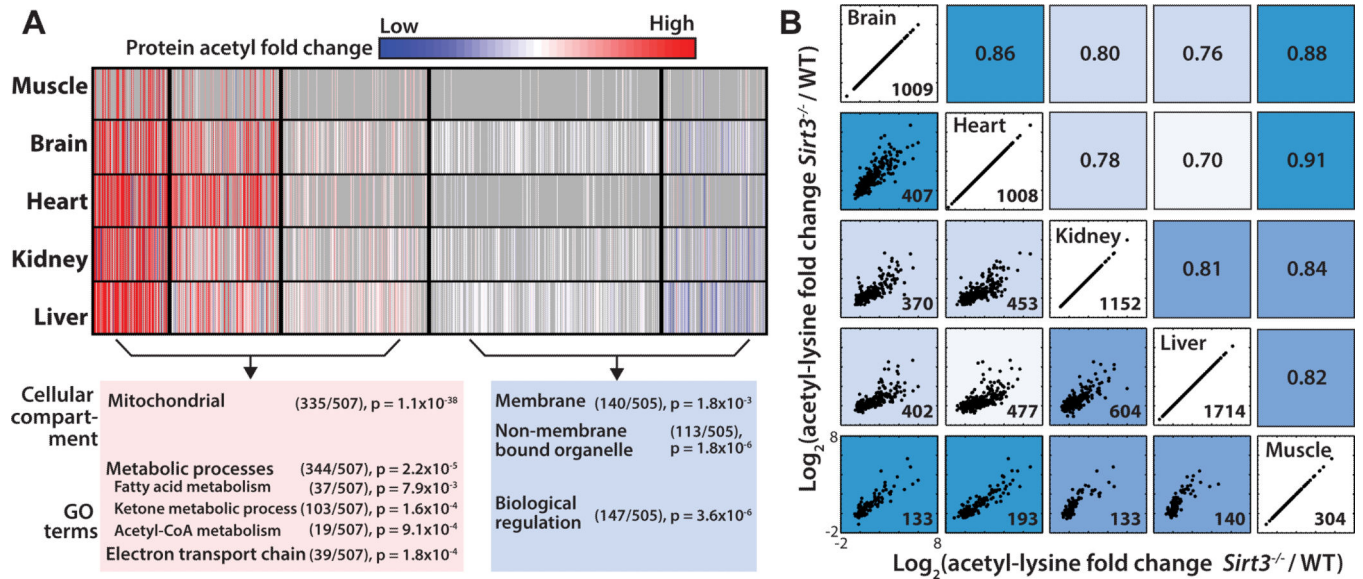 A
Low
High
Protein acetyl fold change
Muscle
Brain
Heart
Kidney
Liver
Cellular
compart-
ment
GO
terms
Mitochondrial (335/507), p = 1.1x10-38
Metabolic processes (344/507), p = 2.2x10-5
Fatty acid metabolism (37/507), p = 7.9x10-3
Ketone metabolic process (103/507), p = 1.6x10-4
Acetyl-CoA metabolism (19/507), p = 9.1x10-4
Electron transport chain (39/507), p = 1.8x10-4
Membrane (140/505), p = 1.8x10-3
Non-membrane (113/505),
bound organelle p = 1.8x10-6
Biological
regulation (147/505), p = 3.6x10-6
B
Log2(acetyl-lysine fold change Sirt3-/-/ WT)
Brain
1009
0.86
0.80
0.76
0.88
407
Heart
1008
0.78
0.70
0.91
370
453
Kidney
1152
0.81
0.84
402
477
604
Liver
1714
0.82
8
-2
133
193
133
140
Muscle
304
-2
8
Log2(acetyl-lysine fold change Sirt3-/-/ WT)